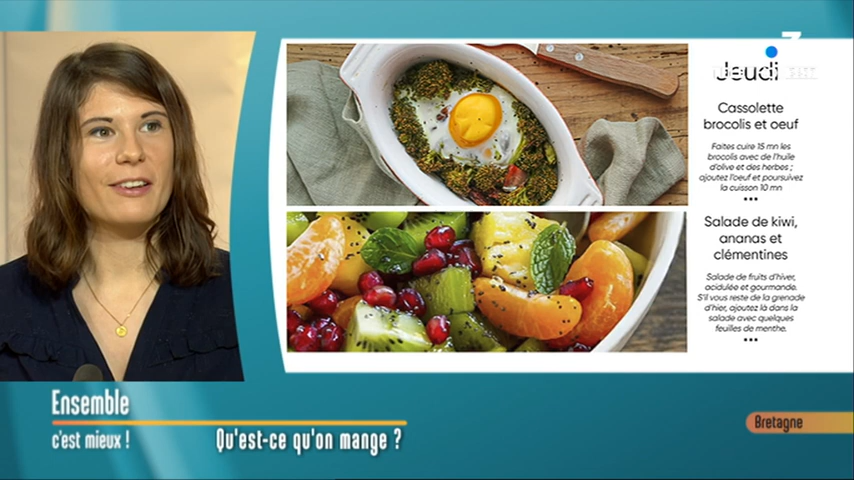 3
Jeudi
Cassolette
brocolis et oeuf
Faites cuire 15 mn les
brocolis avec de l'huile
d'olive et des herbes ;
ajoutez l'oeuf et poursuivez
la cuisson 10 mn
•••
Salade de kiwi,
ananas et
clémentines
Salade de fruits d'hiver,
acidulée et gourmande.
S'il vous reste de la grenade
d'hier, ajoutez là dans la
salade avec quelques
feuilles de menthe.
•••
Ensemble
c'est mieux !
Qu'est-ce qu'on mange ?
Bretagne